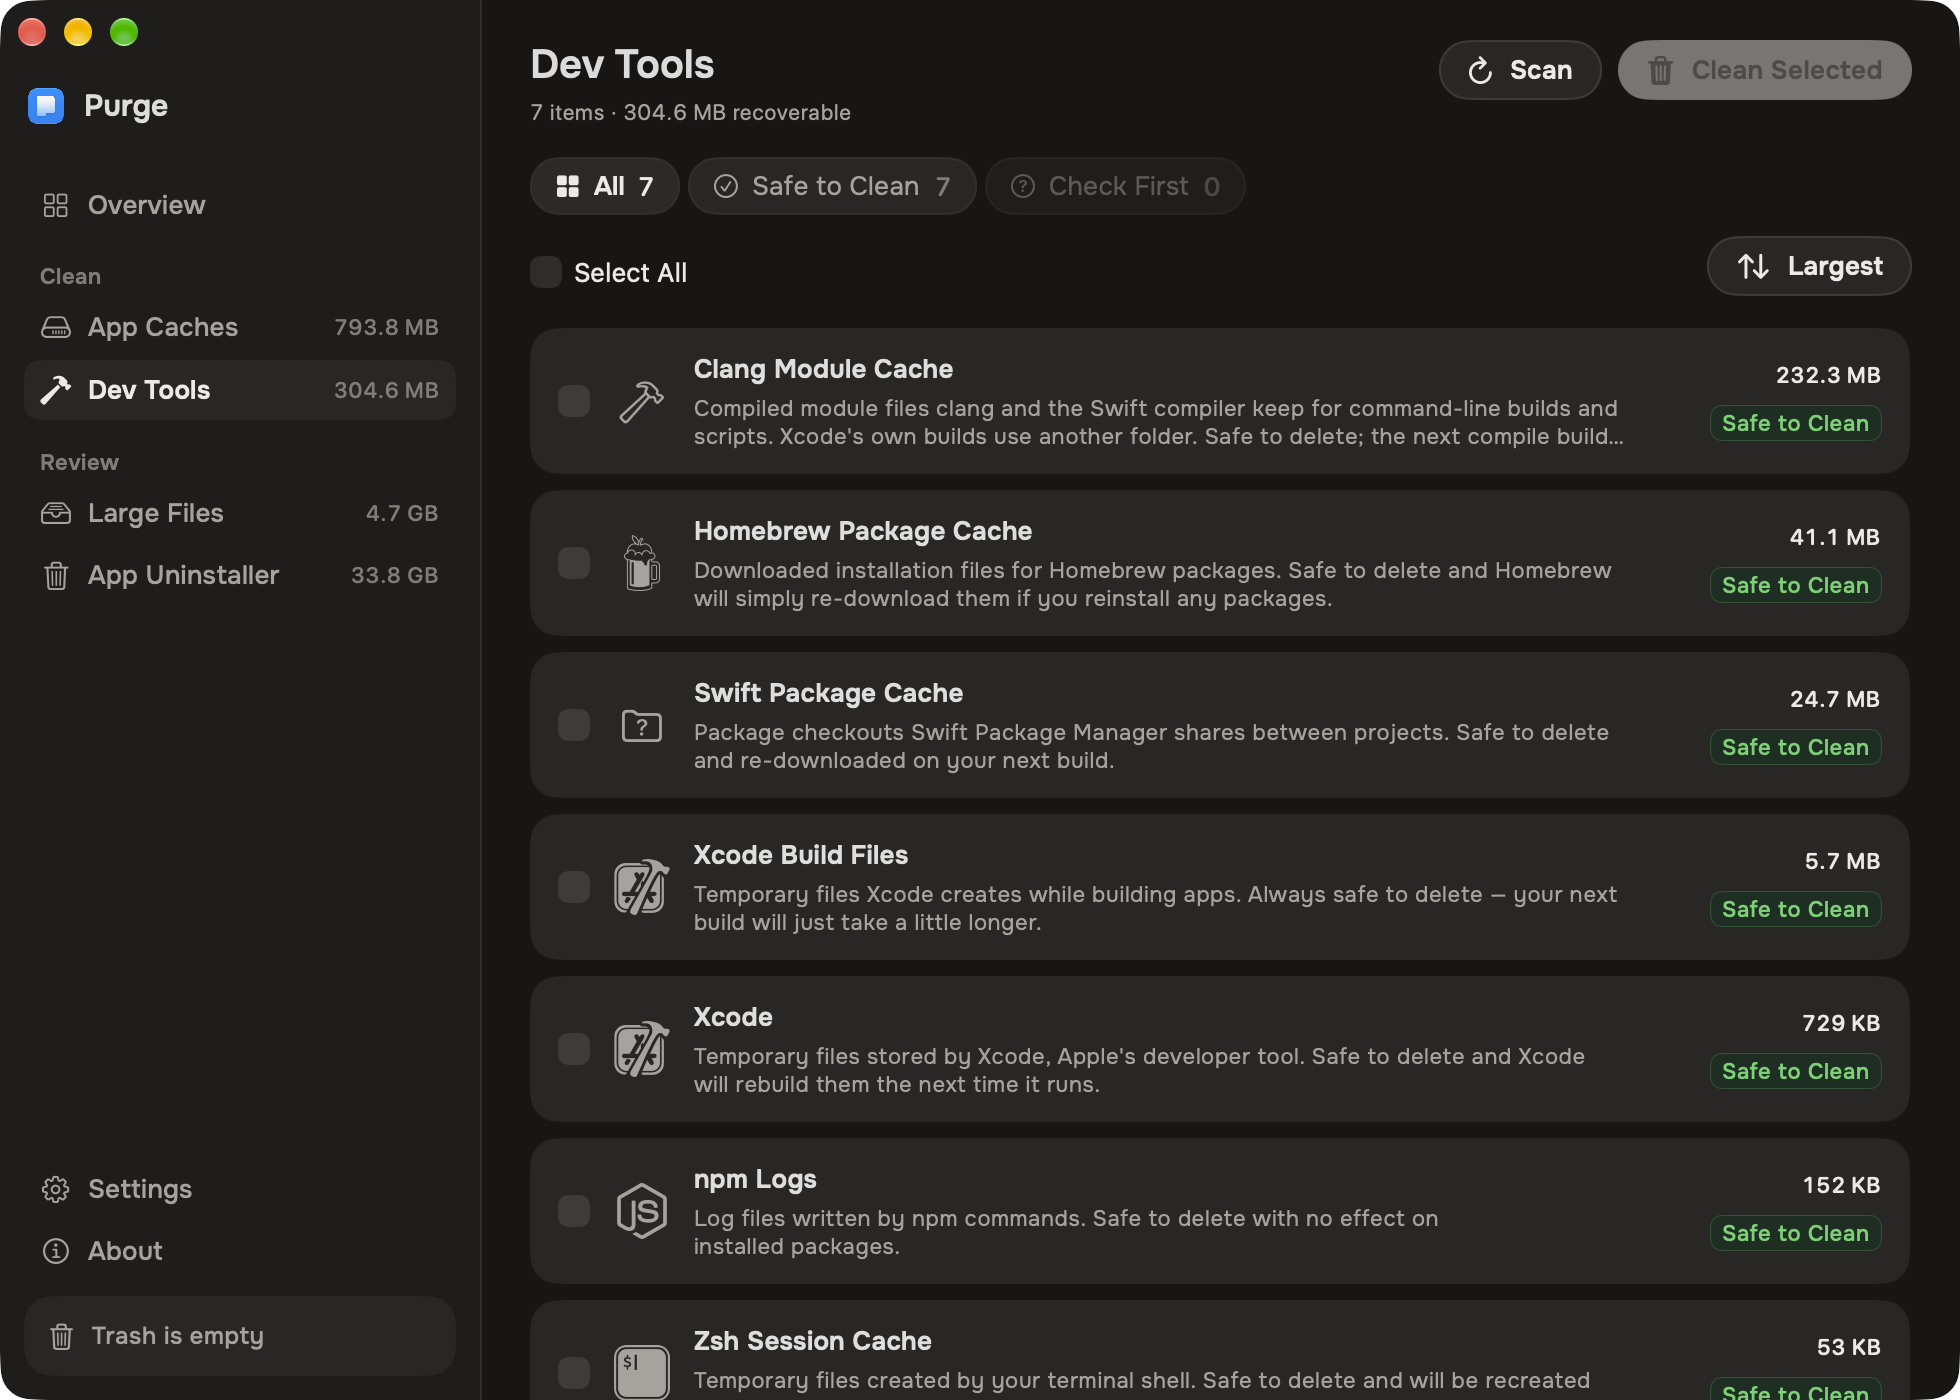 Purge
Overview
Clean
App Caches 793.8 MB
Dev Tools 304.6 MB
Review
Large Files 4.7 GB
App Uninstaller 33.8 GB
Settings
About
Trash is empty
Dev Tools
7 items · 304.6 MB recoverable
Scan
Clean Selected
All 7
Safe to Clean 7
Check First 0
Select All
Largest
Clang Module Cache
Compiled module files clang and the Swift compiler keep for command-line builds and
scripts. Xcode's own builds use another folder. Safe to delete; the next compile build...
232.3 MB
Safe to Clean
Homebrew Package Cache
Downloaded installation files for Homebrew packages. Safe to delete and Homebrew
will simply re-download them if you reinstall any packages.
41.1 MB
Safe to Clean
Swift Package Cache
Package checkouts Swift Package Manager shares between projects. Safe to delete
and re-downloaded on your next build.
24.7 MB
Safe to Clean
Xcode Build Files
Temporary files Xcode creates while building apps. Always safe to delete — your next
build will just take a little longer.
5.7 MB
Safe to Clean
Xcode
Temporary files stored by Xcode, Apple's developer tool. Safe to delete and Xcode
will rebuild them the next time it runs.
729 KB
Safe to Clean
npm Logs
Log files written by npm commands. Safe to delete with no effect on
installed packages.
152 KB
Safe to Clean
JS
Zsh Session Cache
Temporary files created by your terminal shell. Safe to delete and will be recreated
53 KB
Safe to Clean
$